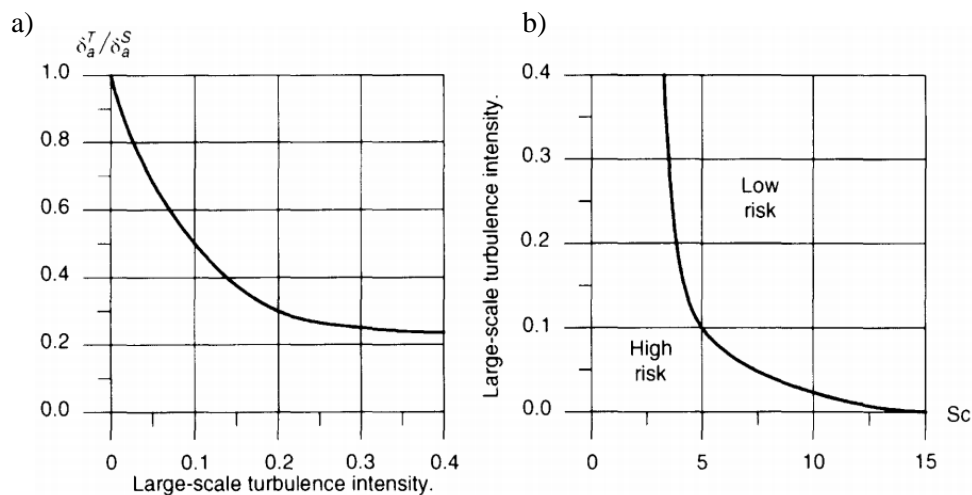 a)
δ_a^T/δ_a^S
1.0
0.8
0.6
0.4
0.2
0.0
0 0.1 0.2 0.3 0.4
Large-scale turbulence intensity.
b)
Large-scale turbulence intensity.
0.4
0.3
0.2
0.1
0.0
Low
risk
High
risk
Sc
0 5 10 15